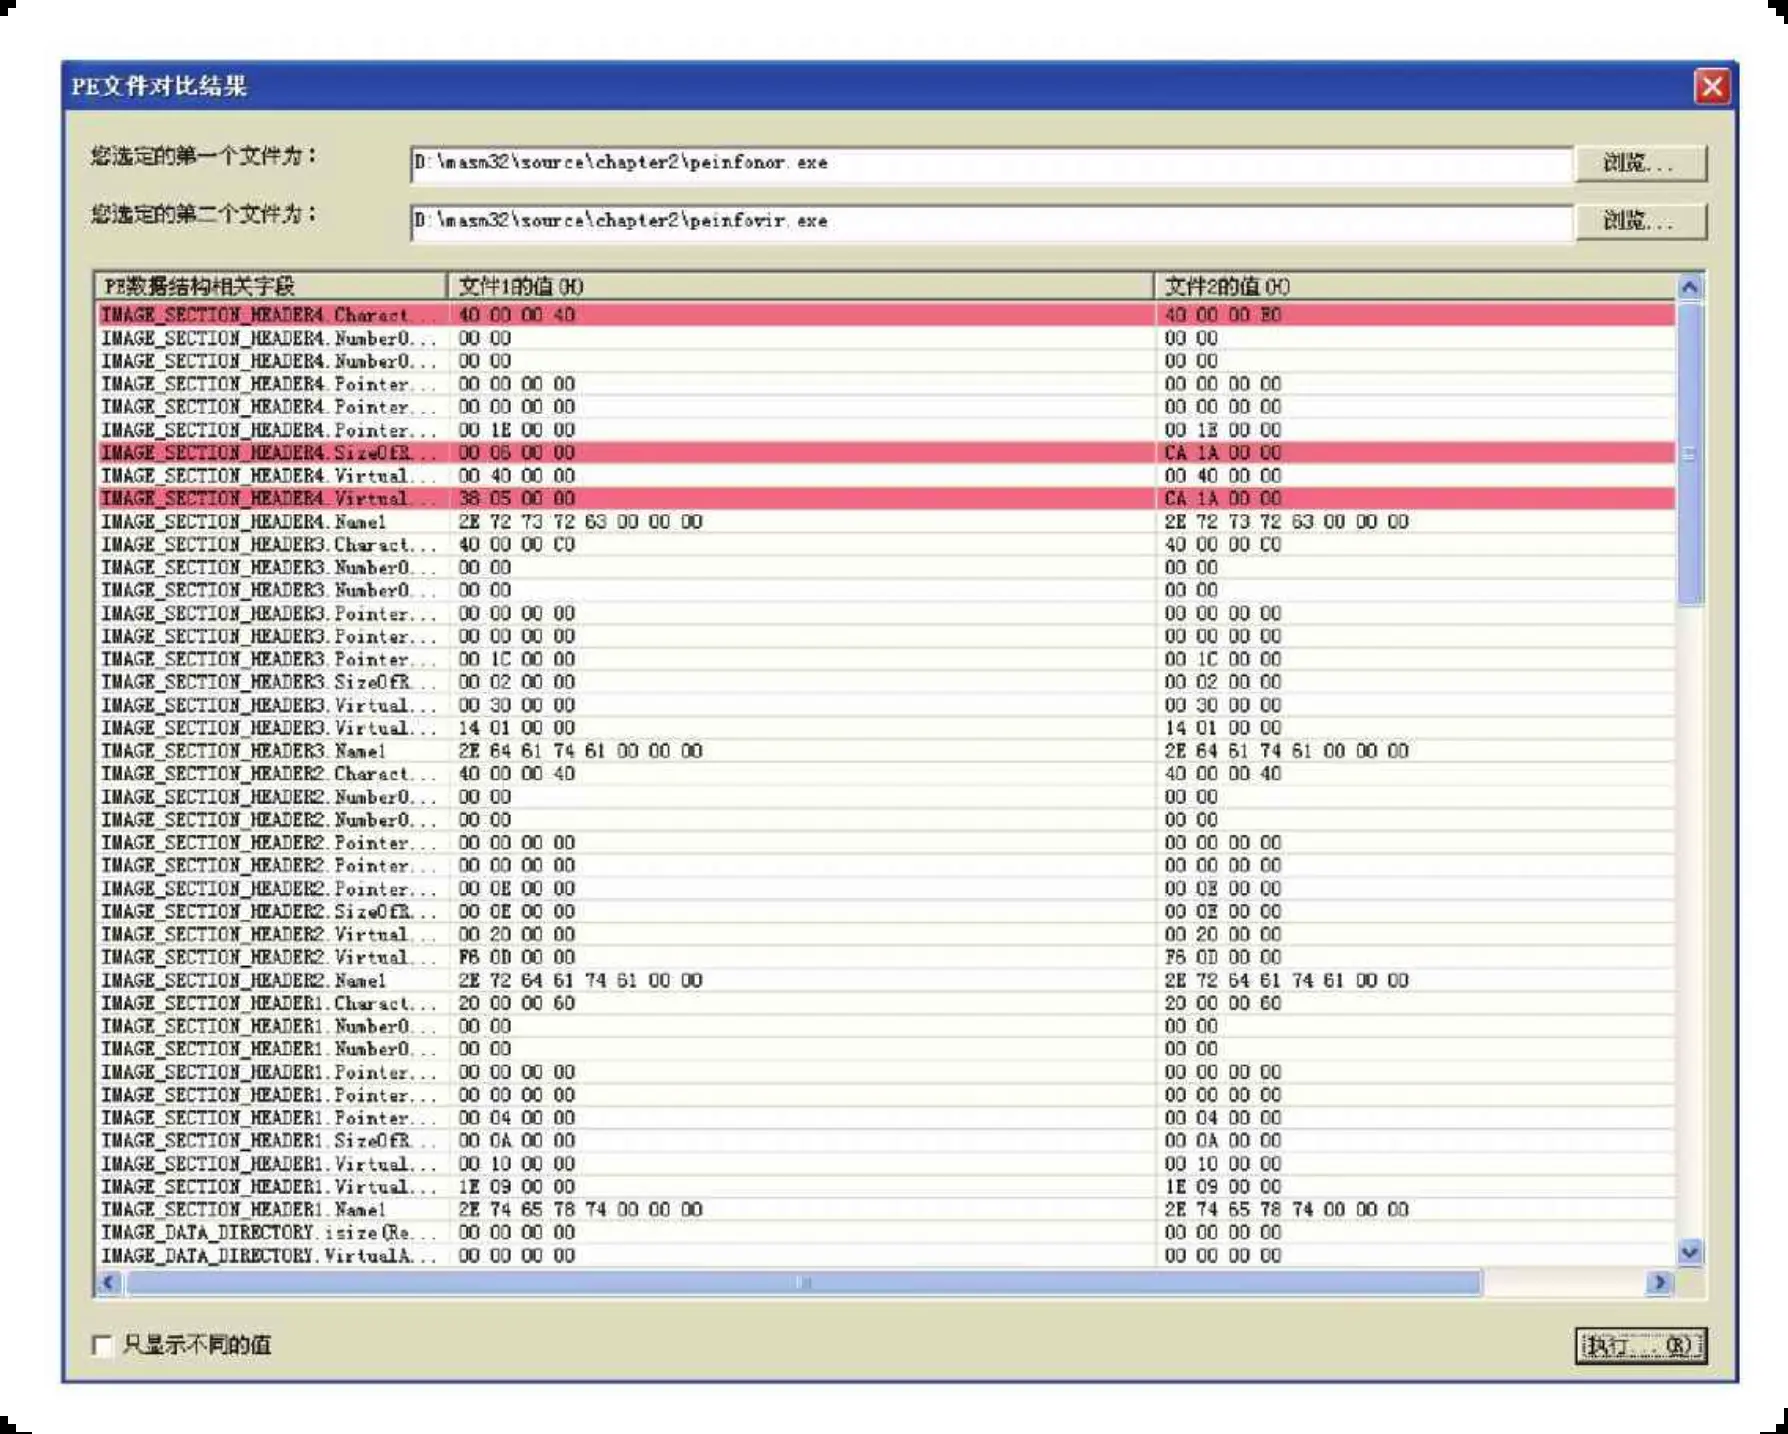 PE文件对比结果
您选定的第一个文件为： D:\masm32\source\chapter2\peinfonor.exe 浏览...
您选定的第二个文件为： D:\masm32\source\chapter2\peinfovir.exe 浏览...
PE数据结构相关字段 文件1的值(H) 文件2的值(H)
IMAGE_SECTION_HEADER4.Charact... 40 00 00 40 40 00 00 E0
IMAGE_SECTION_HEADER4.NumberO... 00 00 00 00
IMAGE_SECTION_HEADER4.NumberO... 00 00 00 00
IMAGE_SECTION_HEADER4.Pointer... 00 00 00 00 00 00 00 00
IMAGE_SECTION_HEADER4.Pointer... 00 00 00 00 00 00 00 00
IMAGE_SECTION_HEADER4.Pointer... 00 1E 00 00 00 1E 00 00
IMAGE_SECTION_HEADER4.SizeOfR... 00 06 00 00 CA 1A 00 00
IMAGE_SECTION_HEADER4.Virtual... 00 40 00 00 00 40 00 00
IMAGE_SECTION_HEADER4.Virtual... 38 05 00 00 CA 1A 00 00
IMAGE_SECTION_HEADER4.Name1 2E 72 73 72 63 00 00 00 2E 72 73 72 63 00 00 00
IMAGE_SECTION_HEADER3.Charact... 40 00 00 C0 40 00 00 C0
IMAGE_SECTION_HEADER3.NumberO... 00 00 00 00
IMAGE_SECTION_HEADER3.NumberO... 00 00 00 00
IMAGE_SECTION_HEADER3.Pointer... 00 00 00 00 00 00 00 00
IMAGE_SECTION_HEADER3.Pointer... 00 00 00 00 00 00 00 00
IMAGE_SECTION_HEADER3.Pointer... 00 1C 00 00 00 1C 00 00
IMAGE_SECTION_HEADER3.SizeOfR... 00 02 00 00 00 02 00 00
IMAGE_SECTION_HEADER3.Virtual... 00 30 00 00 00 30 00 00
IMAGE_SECTION_HEADER3.Virtual... 14 01 00 00 14 01 00 00
IMAGE_SECTION_HEADER3.Name1 2E 64 61 74 61 00 00 00 2E 64 61 74 61 00 00 00
IMAGE_SECTION_HEADER2.Charact... 40 00 00 40 40 00 00 40
IMAGE_SECTION_HEADER2.NumberO... 00 00 00 00
IMAGE_SECTION_HEADER2.NumberO... 00 00 00 00
IMAGE_SECTION_HEADER2.Pointer... 00 00 00 00 00 00 00 00
IMAGE_SECTION_HEADER2.Pointer... 00 00 00 00 00 00 00 00
IMAGE_SECTION_HEADER2.Pointer... 00 0E 00 00 00 0E 00 00
IMAGE_SECTION_HEADER2.SizeOfR... 00 0E 00 00 00 0E 00 00
IMAGE_SECTION_HEADER2.Virtual... 00 20 00 00 00 20 00 00
IMAGE_SECTION_HEADER2.Virtual... F6 0D 00 00 F6 0D 00 00
IMAGE_SECTION_HEADER2.Name1 2E 72 64 61 74 61 00 00 2E 72 64 61 74 61 00 00
IMAGE_SECTION_HEADER1.Charact... 20 00 00 60 20 00 00 60
IMAGE_SECTION_HEADER1.NumberO... 00 00 00 00
IMAGE_SECTION_HEADER1.NumberO... 00 00 00 00
IMAGE_SECTION_HEADER1.Pointer... 00 00 00 00 00 00 00 00
IMAGE_SECTION_HEADER1.Pointer... 00 00 00 00 00 00 00 00
IMAGE_SECTION_HEADER1.Pointer... 00 04 00 00 00 04 00 00
IMAGE_SECTION_HEADER1.SizeOfR... 00 0A 00 00 00 0A 00 00
IMAGE_SECTION_HEADER1.Virtual... 00 10 00 00 00 10 00 00
IMAGE_SECTION_HEADER1.Virtual... 1E 09 00 00 1E 09 00 00
IMAGE_SECTION_HEADER1.Name1 2E 74 65 78 74 00 00 00 2E 74 65 78 74 00 00 00
IMAGE_DATA_DIRECTORY.isize(Re... 00 00 00 00 00 00 00 00
IMAGE_DATA_DIRECTORY.VirtualA... 00 00 00 00 00 00 00 00
只显示不同的值 执行...(R)